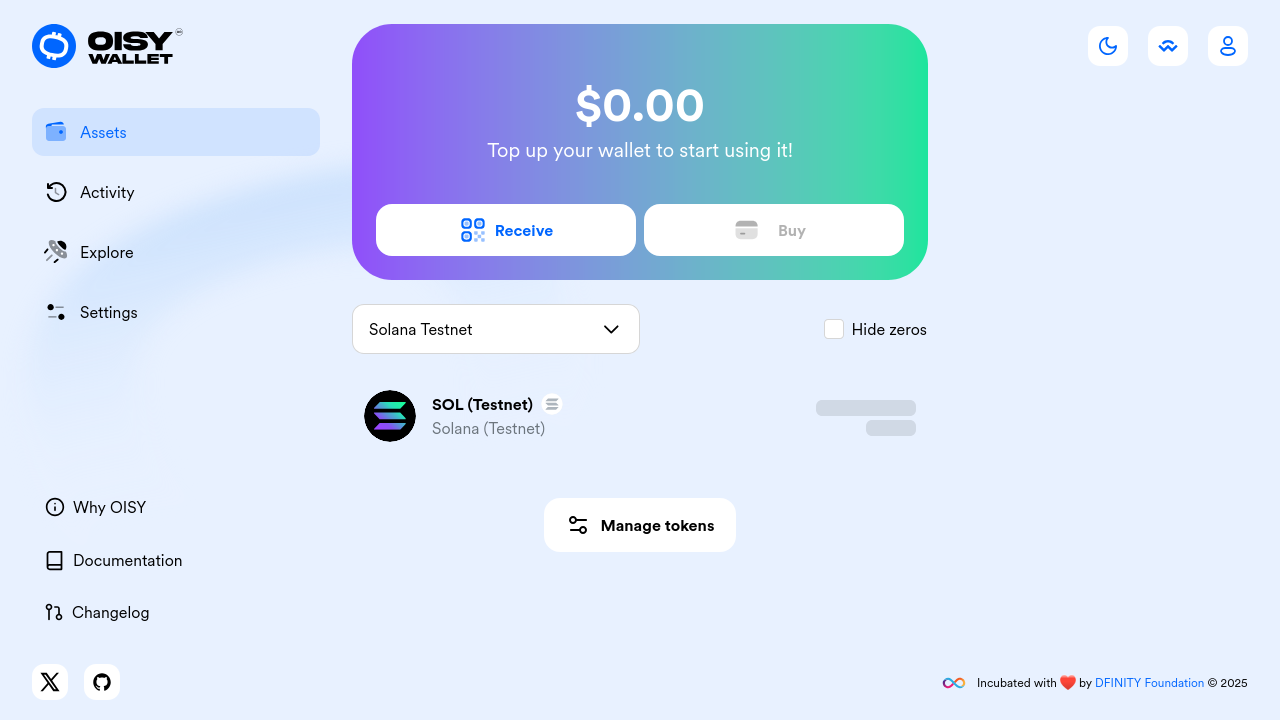 OISY
WALLET
Assets
Activity
Explore
Settings
$0.00
Top up your wallet to start using it!
Receive
Buy
Solana Testnet
Hide zeros
SOL (Testnet)
Solana (Testnet)
Manage tokens
Why OISY
Documentation
Changelog
Incubated with ❤️ by DFINITY Foundation © 2025